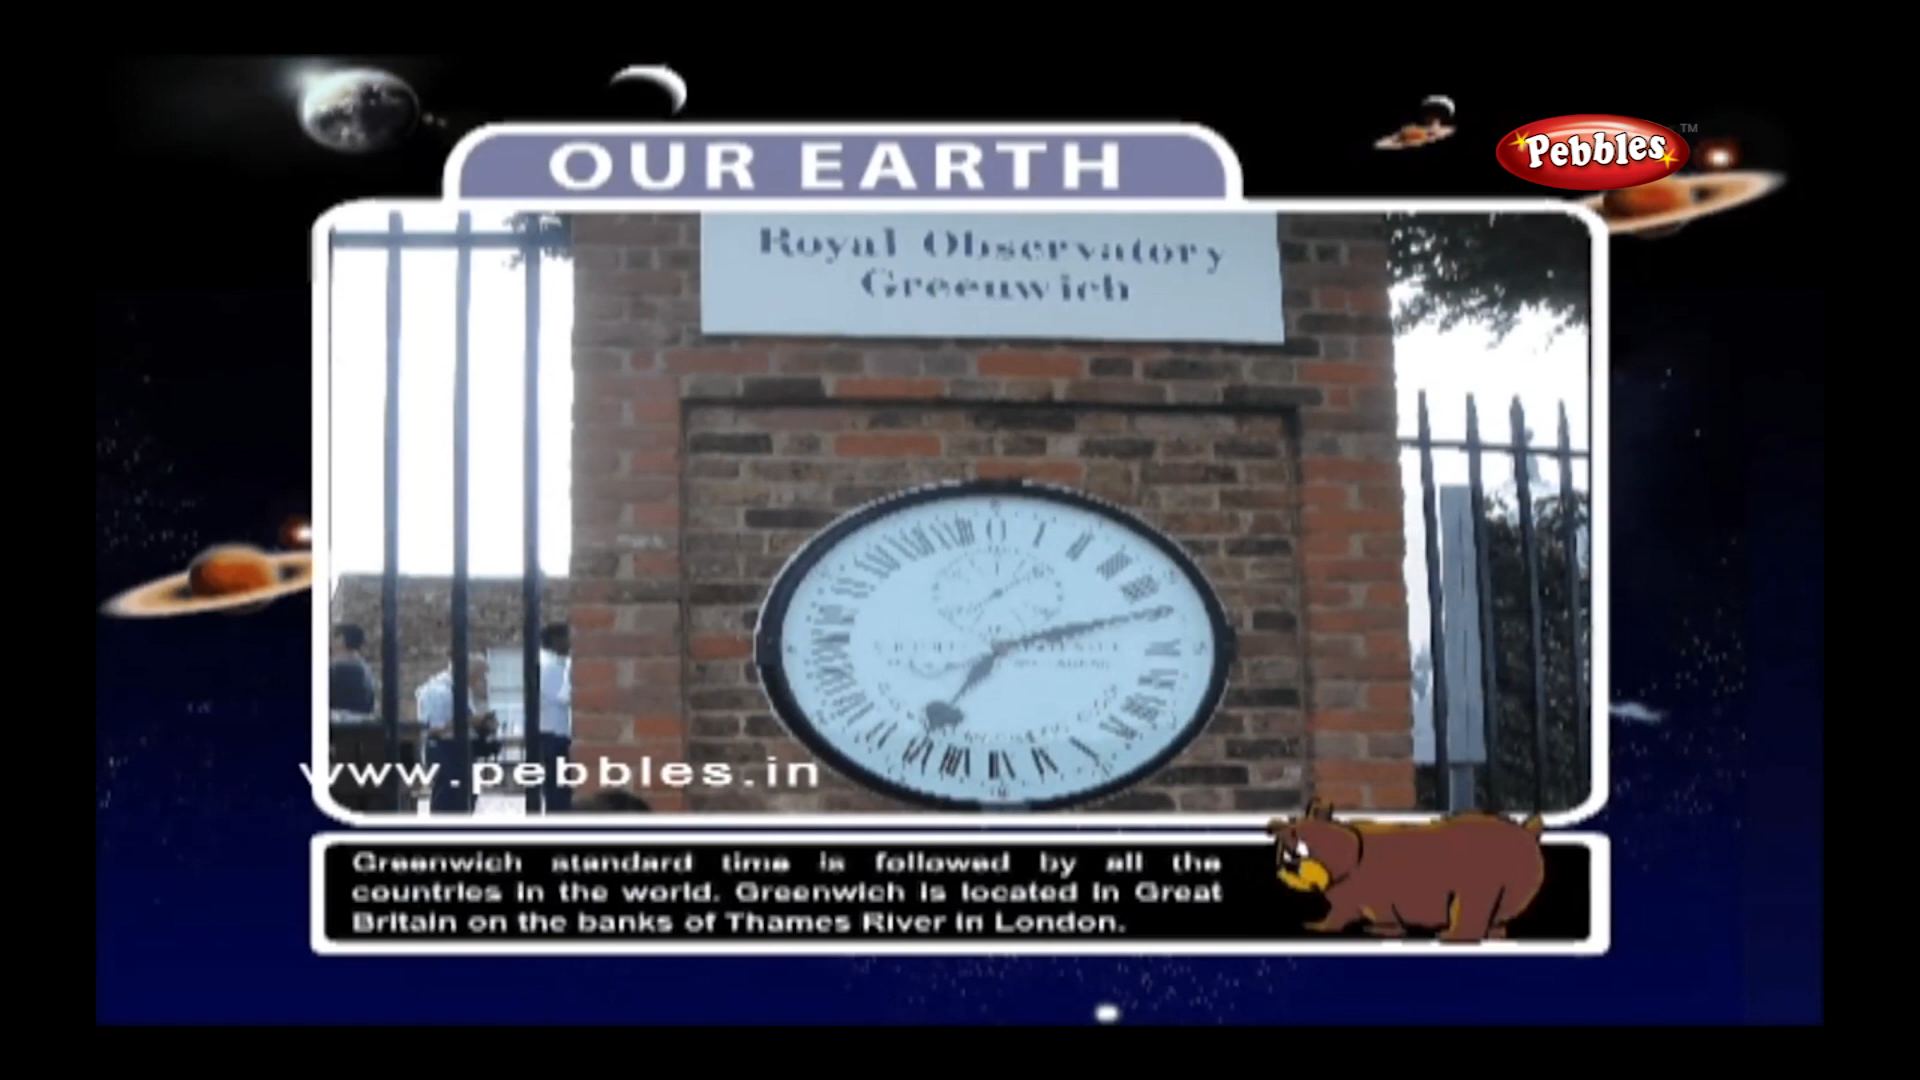 OUR EARTH
Pebbles™
Royal Observatory
Greenwich
www.pebbles.in
Greenwich standard time is followed by all the
countries in the world. Greenwich is located in Great
Britain on the banks of Thames River in London.